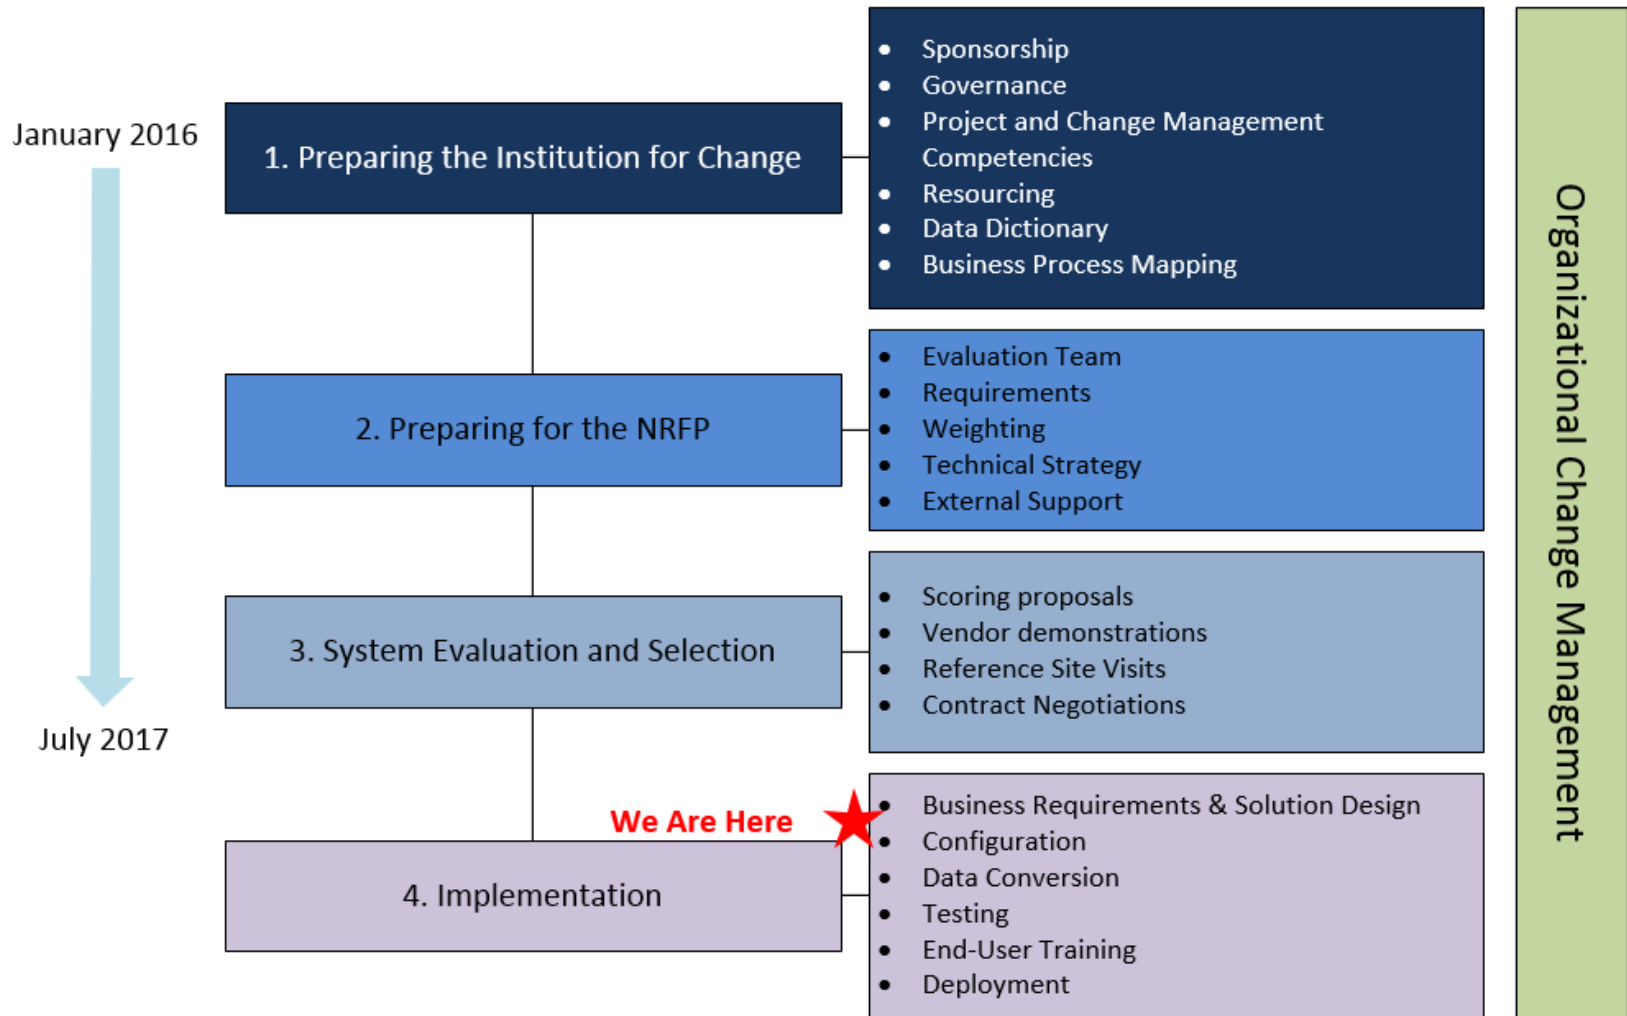 January 2016
July 2017
1. Preparing the Institution for Change
• Sponsorship
• Governance
• Project and Change Management
Competencies
• Resourcing
• Data Dictionary
• Business Process Mapping
2. Preparing for the NRFP
• Evaluation Team
• Requirements
• Weighting
• Technical Strategy
• External Support
3. System Evaluation and Selection
• Scoring proposals
• Vendor demonstrations
• Reference Site Visits
• Contract Negotiations
We Are Here
4. Implementation
• Business Requirements & Solution Design
• Configuration
• Data Conversion
• Testing
• End-User Training
• Deployment
Organizational Change Management